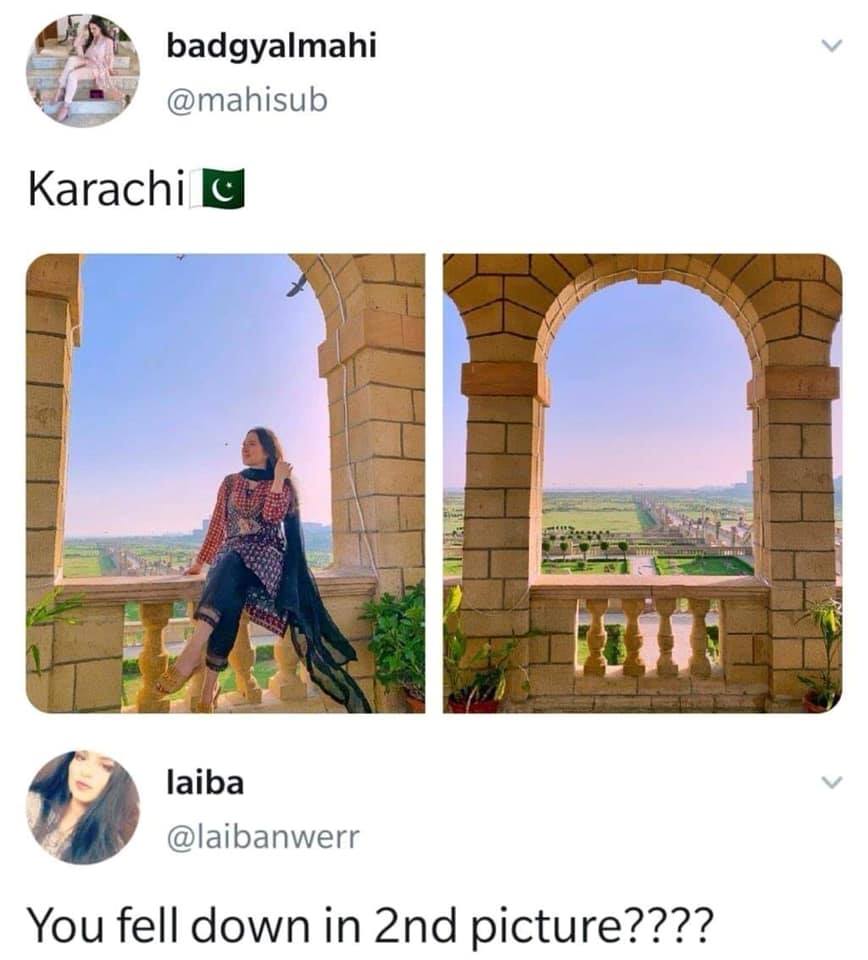 badgyalmahi
@mahisub
Karachi🇵🇰
laiba
@laibanwerr
You fell down in 2nd picture????